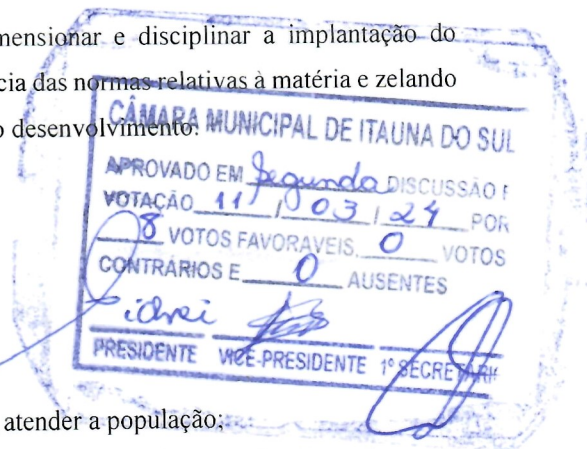 mensionar e disciplinar a implantação do
cia das normas relativas à matéria e zelando
o desenvolvimento:
CÂMARA MUNICIPAL DE ITAUNA DO SUL
APROVADO EM Segunda DISCUSSÃO E
VOTAÇÃO 11 / 03 / 24 POR
8 VOTOS FAVORAVEIS, 0 VOTOS
CONTRÁRIOS E 0 AUSENTES
PRESIDENTE VICE-PRESIDENTE 1º SECRETARI
atender a população;